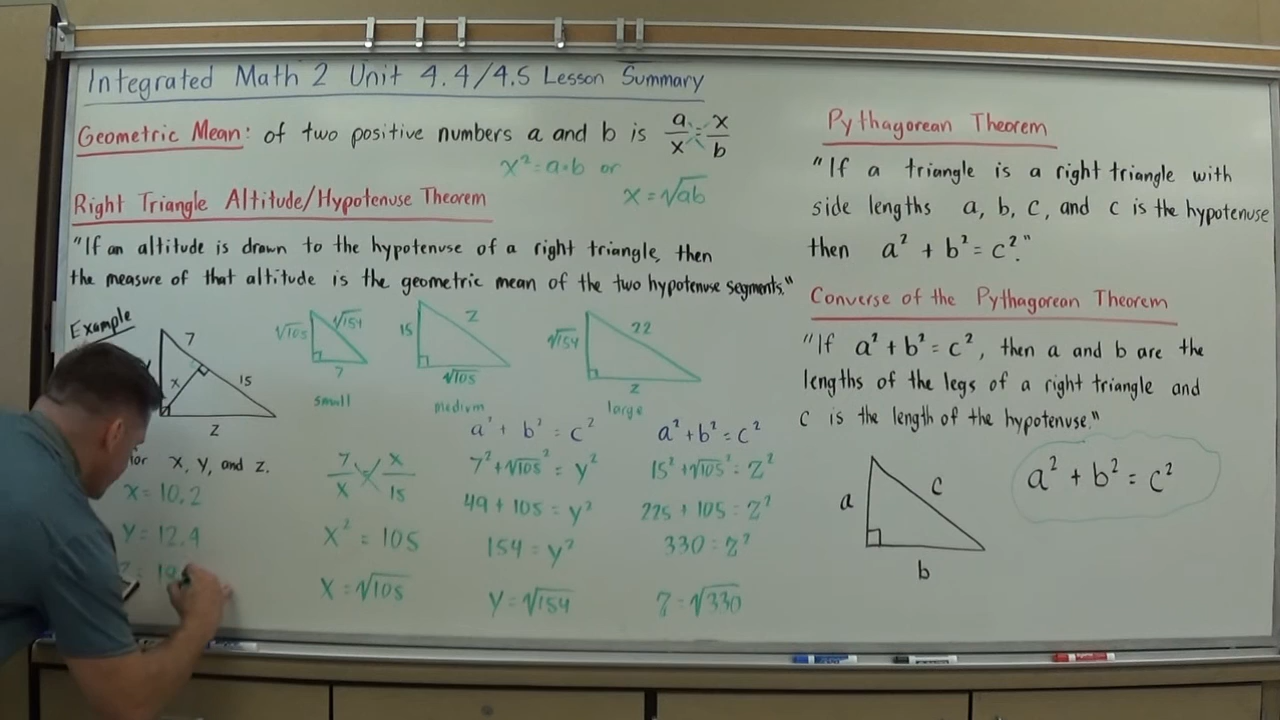 Integrated Math 2 Unit 4.4/4.5 Lesson Summary
Geometric Mean: of two positive numbers a and b is a/x = x/b
x² = a·b or
x = √ab
Right Triangle Altitude/Hypotenuse Theorem
"If an altitude is drawn to the hypotenuse of a right triangle, then
the measure of that altitude is the geometric mean of the two hypotenuse segments."
Example
7
x
15
z
√105
√154
7
small
15
z
√105
medium
√154
22
z
large
for x, y, and z.
x = 10.2
y = 12.4
7/x x/15
x² = 105
x = √105
a² + b² = c²
7² + √105² = y²
49 + 105 = y²
154 = y²
y = √154
a² + b² = c²
15² + √105² = z²
225 + 105 = z²
330 = z²
z = √330
Pythagorean Theorem
"If a triangle is a right triangle with
side lengths a, b, c, and c is the hypotenuse
then a² + b² = c²."
Converse of the Pythagorean Theorem
"If a² + b² = c², then a and b are the
lengths of the legs of a right triangle and
c is the length of the hypotenuse."
a
c
b
a² + b² = c²